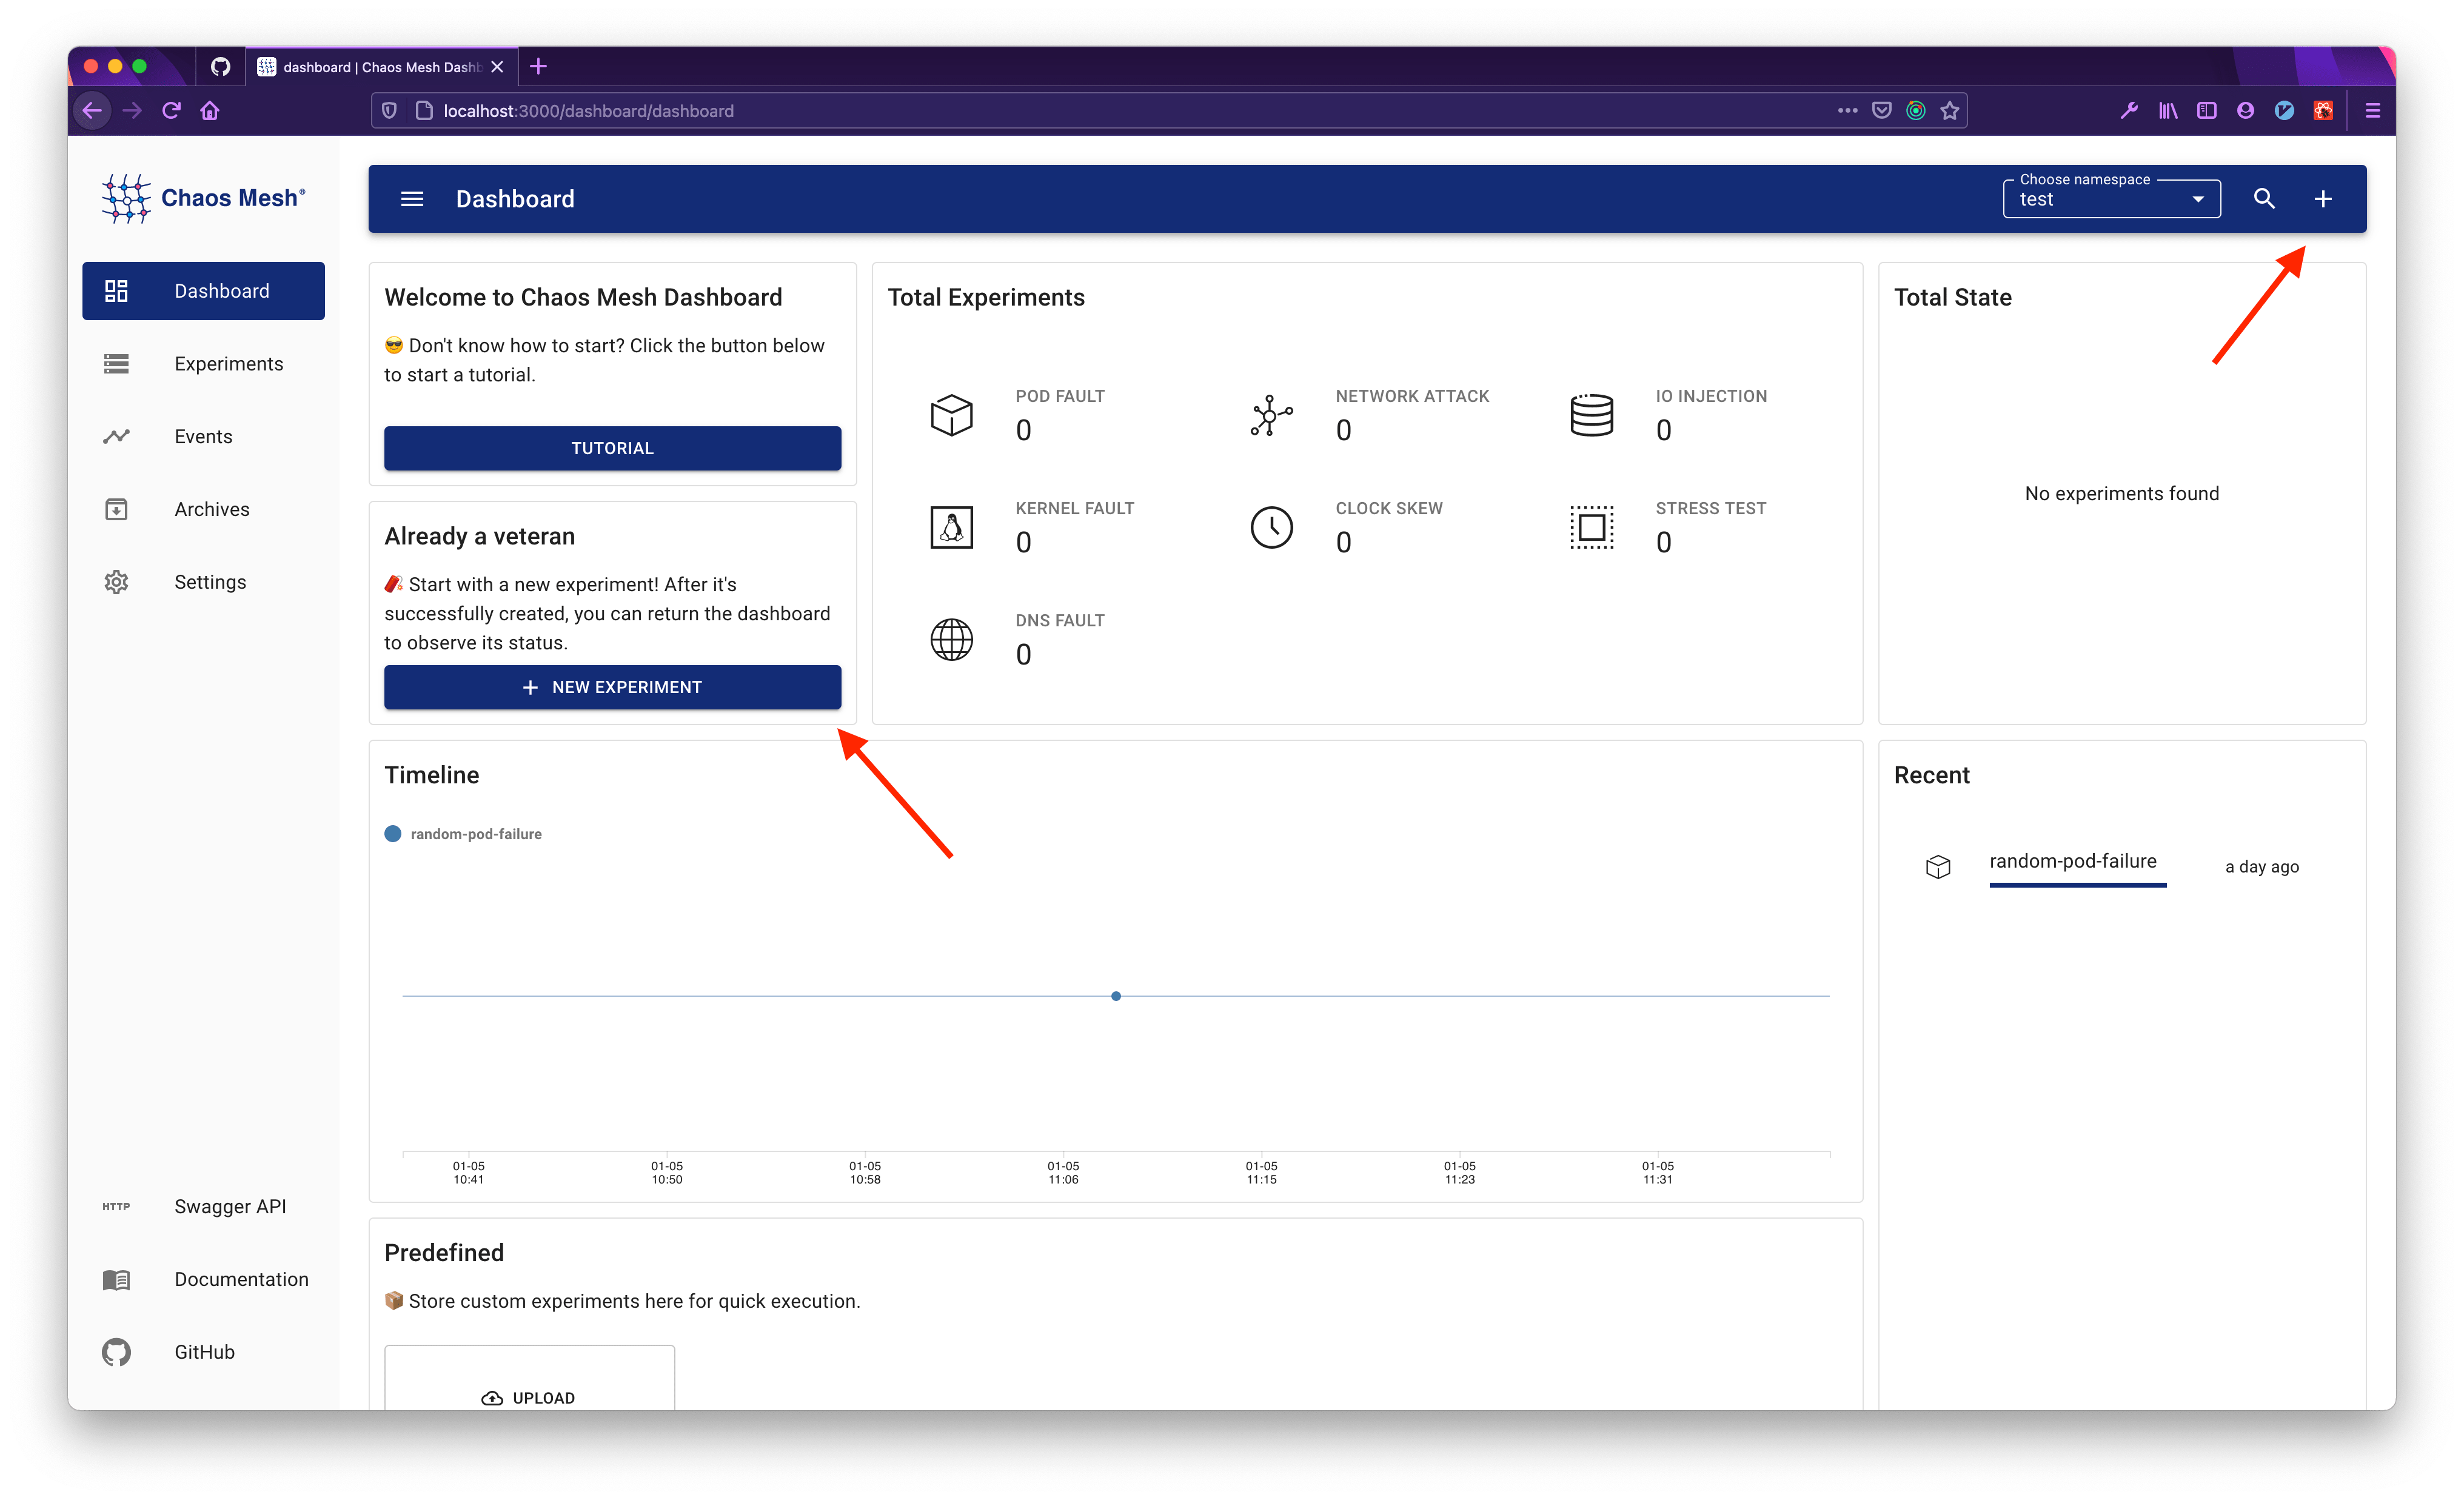 dashboard | Chaos Mesh Dashb
localhost:3000/dashboard/dashboard
Chaos Mesh®
Dashboard
Choose namespace
test
Dashboard
Experiments
Events
Archives
Settings
Welcome to Chaos Mesh Dashboard
😎 Don't know how to start? Click the button below
to start a tutorial.
TUTORIAL
Already a veteran
🧧 Start with a new experiment! After it's
successfully created, you can return the dashboard
to observe its status.
NEW EXPERIMENT
Total Experiments
POD FAULT
0
NETWORK ATTACK
0
IO INJECTION
0
KERNEL FAULT
0
CLOCK SKEW
0
STRESS TEST
0
DNS FAULT
0
Total State
No experiments found
Timeline
random-pod-failure
01-05
10:41
01-05
10:50
01-05
10:58
01-05
11:06
01-05
11:15
01-05
11:23
01-05
11:31
Recent
random-pod-failure
a day ago
Predefined
📦 Store custom experiments here for quick execution.
UPLOAD
HTTP
Swagger API
Documentation
GitHub